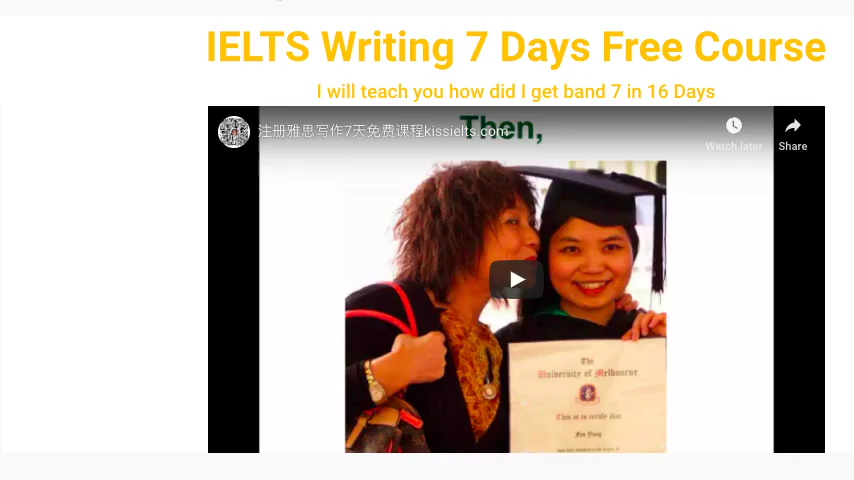 IELTS Writing 7 Days Free Course
I will teach you how did I get band 7 in 16 Days
Then,
注册雅思写作7天免费课程kissielts.com
Watch later
Share
The
University of Melbourne
This is to certify that